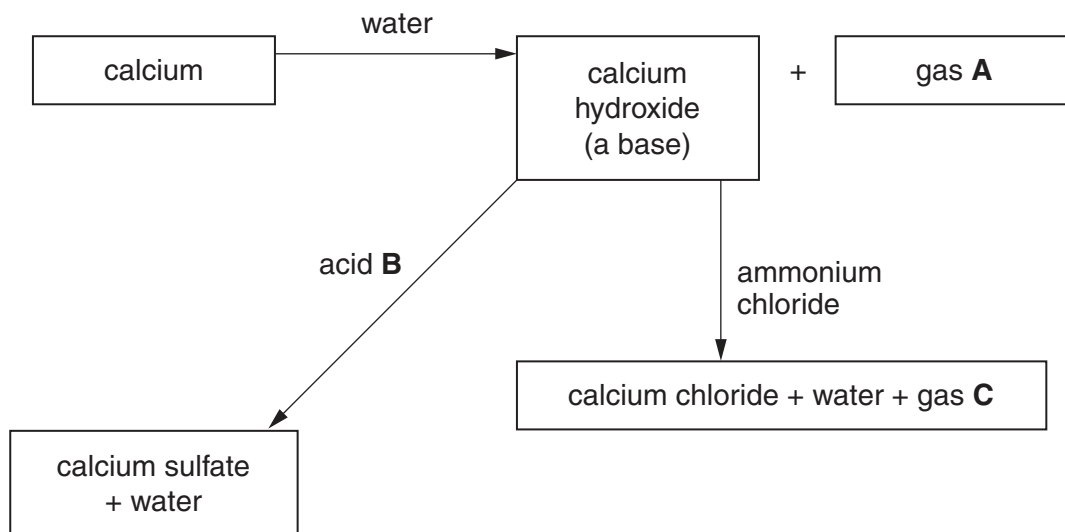 water
calcium
calcium
hydroxide
(a base)
+
gas A
acid B
ammonium
chloride
calcium chloride + water + gas C
calcium sulfate
+ water